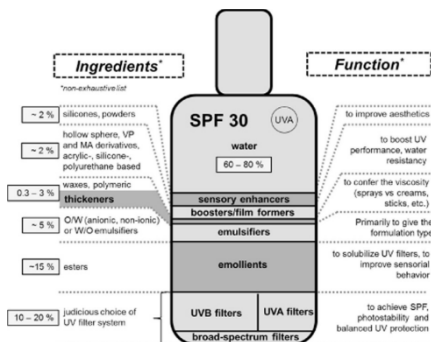 Ingredients*
*non-exhaustive list
Function*
SPF 30
UVA
water
60 – 80 %
~ 2 %
silicones, powders
sensory enhancers
to improve aesthetics
~ 2%
hollow sphere, VP
and MA derivatives,
acrylic-, silicone-,
polyurethane based
boosters/film formers
to boost UV
performance, water
resistancy
0.3 – 3 %
waxes, polymeric
thickeners
to confer the viscosity
(sprays vs creams,
sticks, etc.)
~ 5%
O/W (anionic, non-ionic)
or W/O emulsifiers
emulsifiers
Primarily to give the
formulation type
~15 %
esters
emollients
to solubilize UV filters, to
improve sensorial
behavior
10 – 20 %
judicious choice of
UV filter system
UVB filters
UVA filters
broad-spectrum filters
to achieve SPF,
photostability and
balanced UV protection